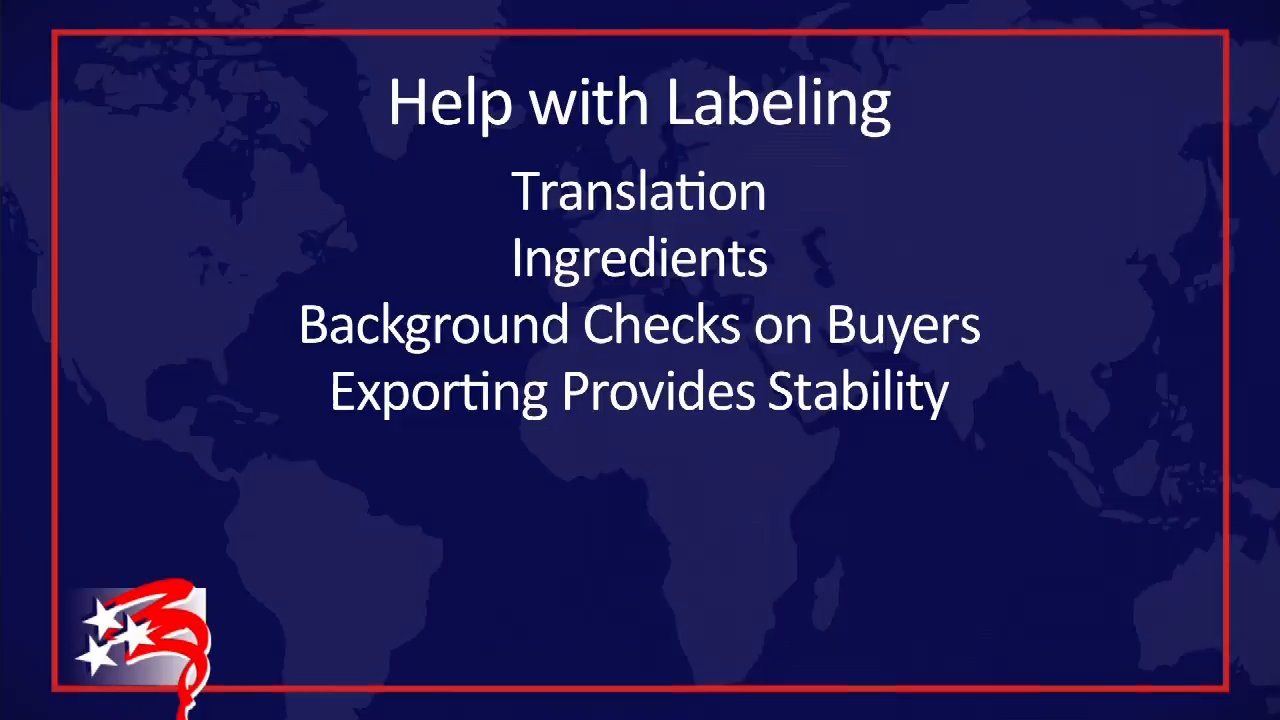 Help with Labeling
Translation
Ingredients
Background Checks on Buyers
Exporting Provides Stability